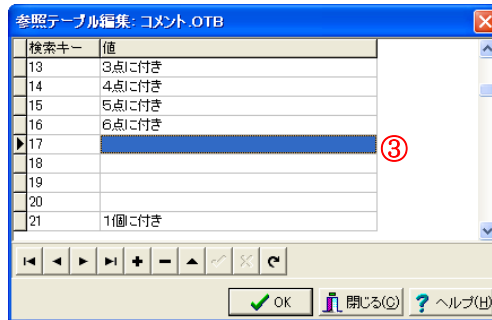 参照テーブル編集: コメント.OTB
検索キー 値
13 3点に付き
14 4点に付き
15 5点に付き
16 6点に付き
17
③
18
19
20
21 1個に付き
OK 閉じる(C) ヘルプ(H)